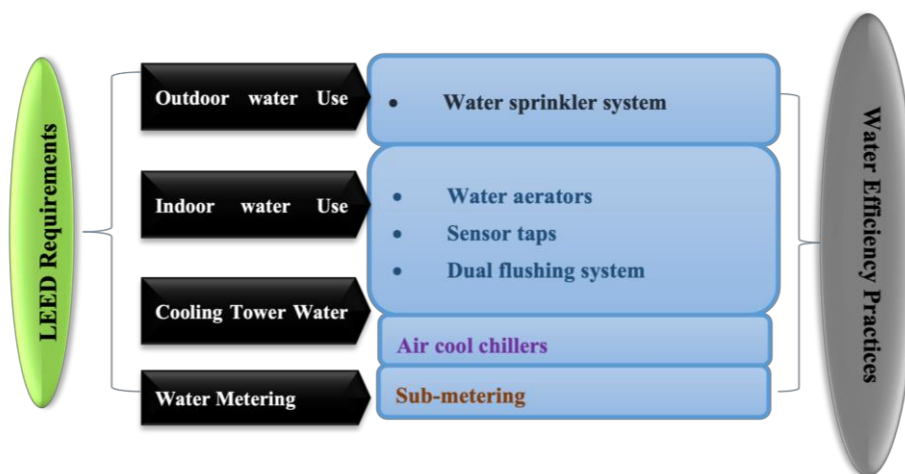 LEED Requirements
Outdoor water Use
• Water sprinkler system
Indoor water Use
• Water aerators
• Sensor taps
• Dual flushing system
Cooling Tower Water
Air cool chillers
Water Metering
Sub-metering
Water Efficiency Practices